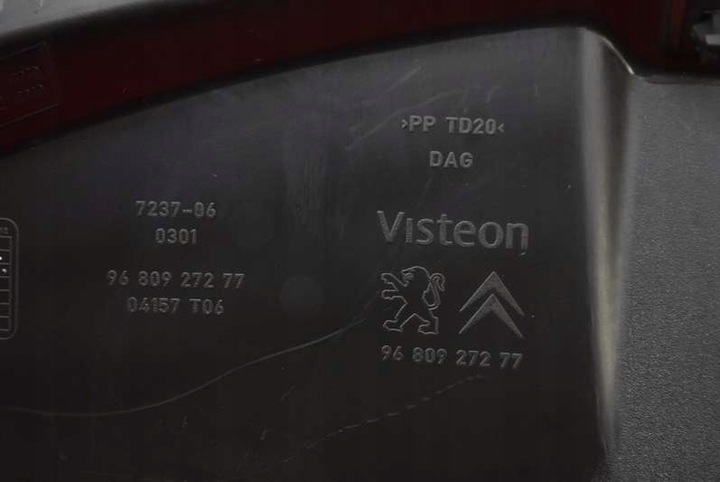 >PP TD20<
DAG
7237-06
0301
96 809 272 77
04157 T06
Visteon
96 809 272 77